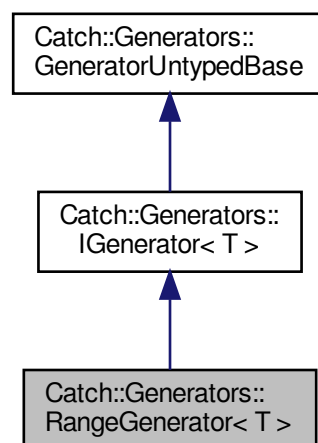 Catch::Generators::
GeneratorUntypedBase
Catch::Generators::
IGenerator< T >
Catch::Generators::
RangeGenerator< T >